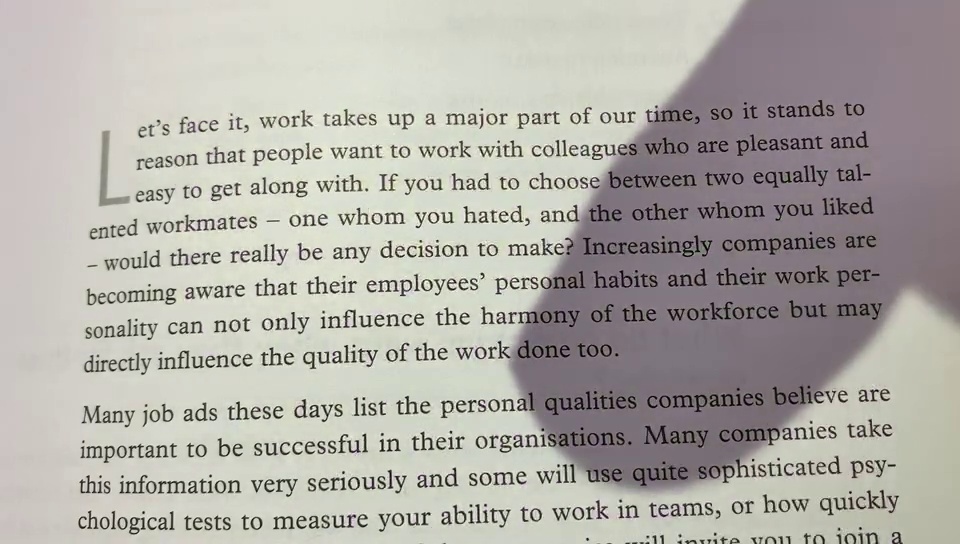 Let's face it, work takes up a major part of our time, so it stands to
reason that people want to work with colleagues who are pleasant and
easy to get along with. If you had to choose between two equally tal-
ented workmates – one whom you hated, and the other whom you liked
– would there really be any decision to make? Increasingly companies are
becoming aware that their employees' personal habits and their work per-
sonality can not only influence the harmony of the workforce but may
directly influence the quality of the work done too.
Many job ads these days list the personal qualities companies believe are
important to be successful in their organisations. Many companies take
this information very seriously and some will use quite sophisticated psy-
chological tests to measure your ability to work in teams, or how quickly
will invite you to join a